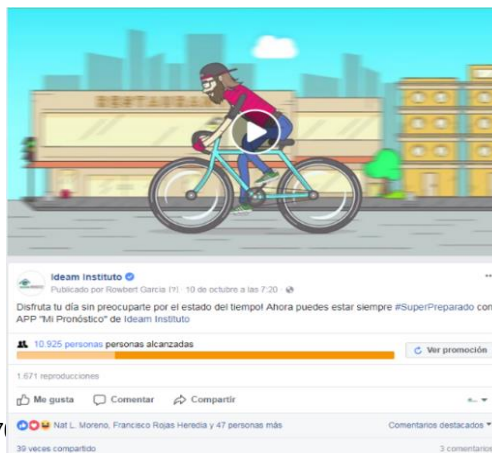 RESTAURAN
Ideam Instituto
Publicado por Rowbert Garcia [?] · 10 de octubre a las 7:20 ·
Disfruta tu día sin preocuparte por el estado del tiempo! Ahora puedes estar siempre #SuperPreparado con
APP "Mi Pronóstico" de Ideam Instituto
10.925 personas personas alcanzadas
Ver promoción
1.671 reproducciones
Me gusta Comentar Compartir
Nat L. Moreno, Francisco Rojas Heredia y 47 personas más Comentarios destacados
39 veces compartido 3 comentarios